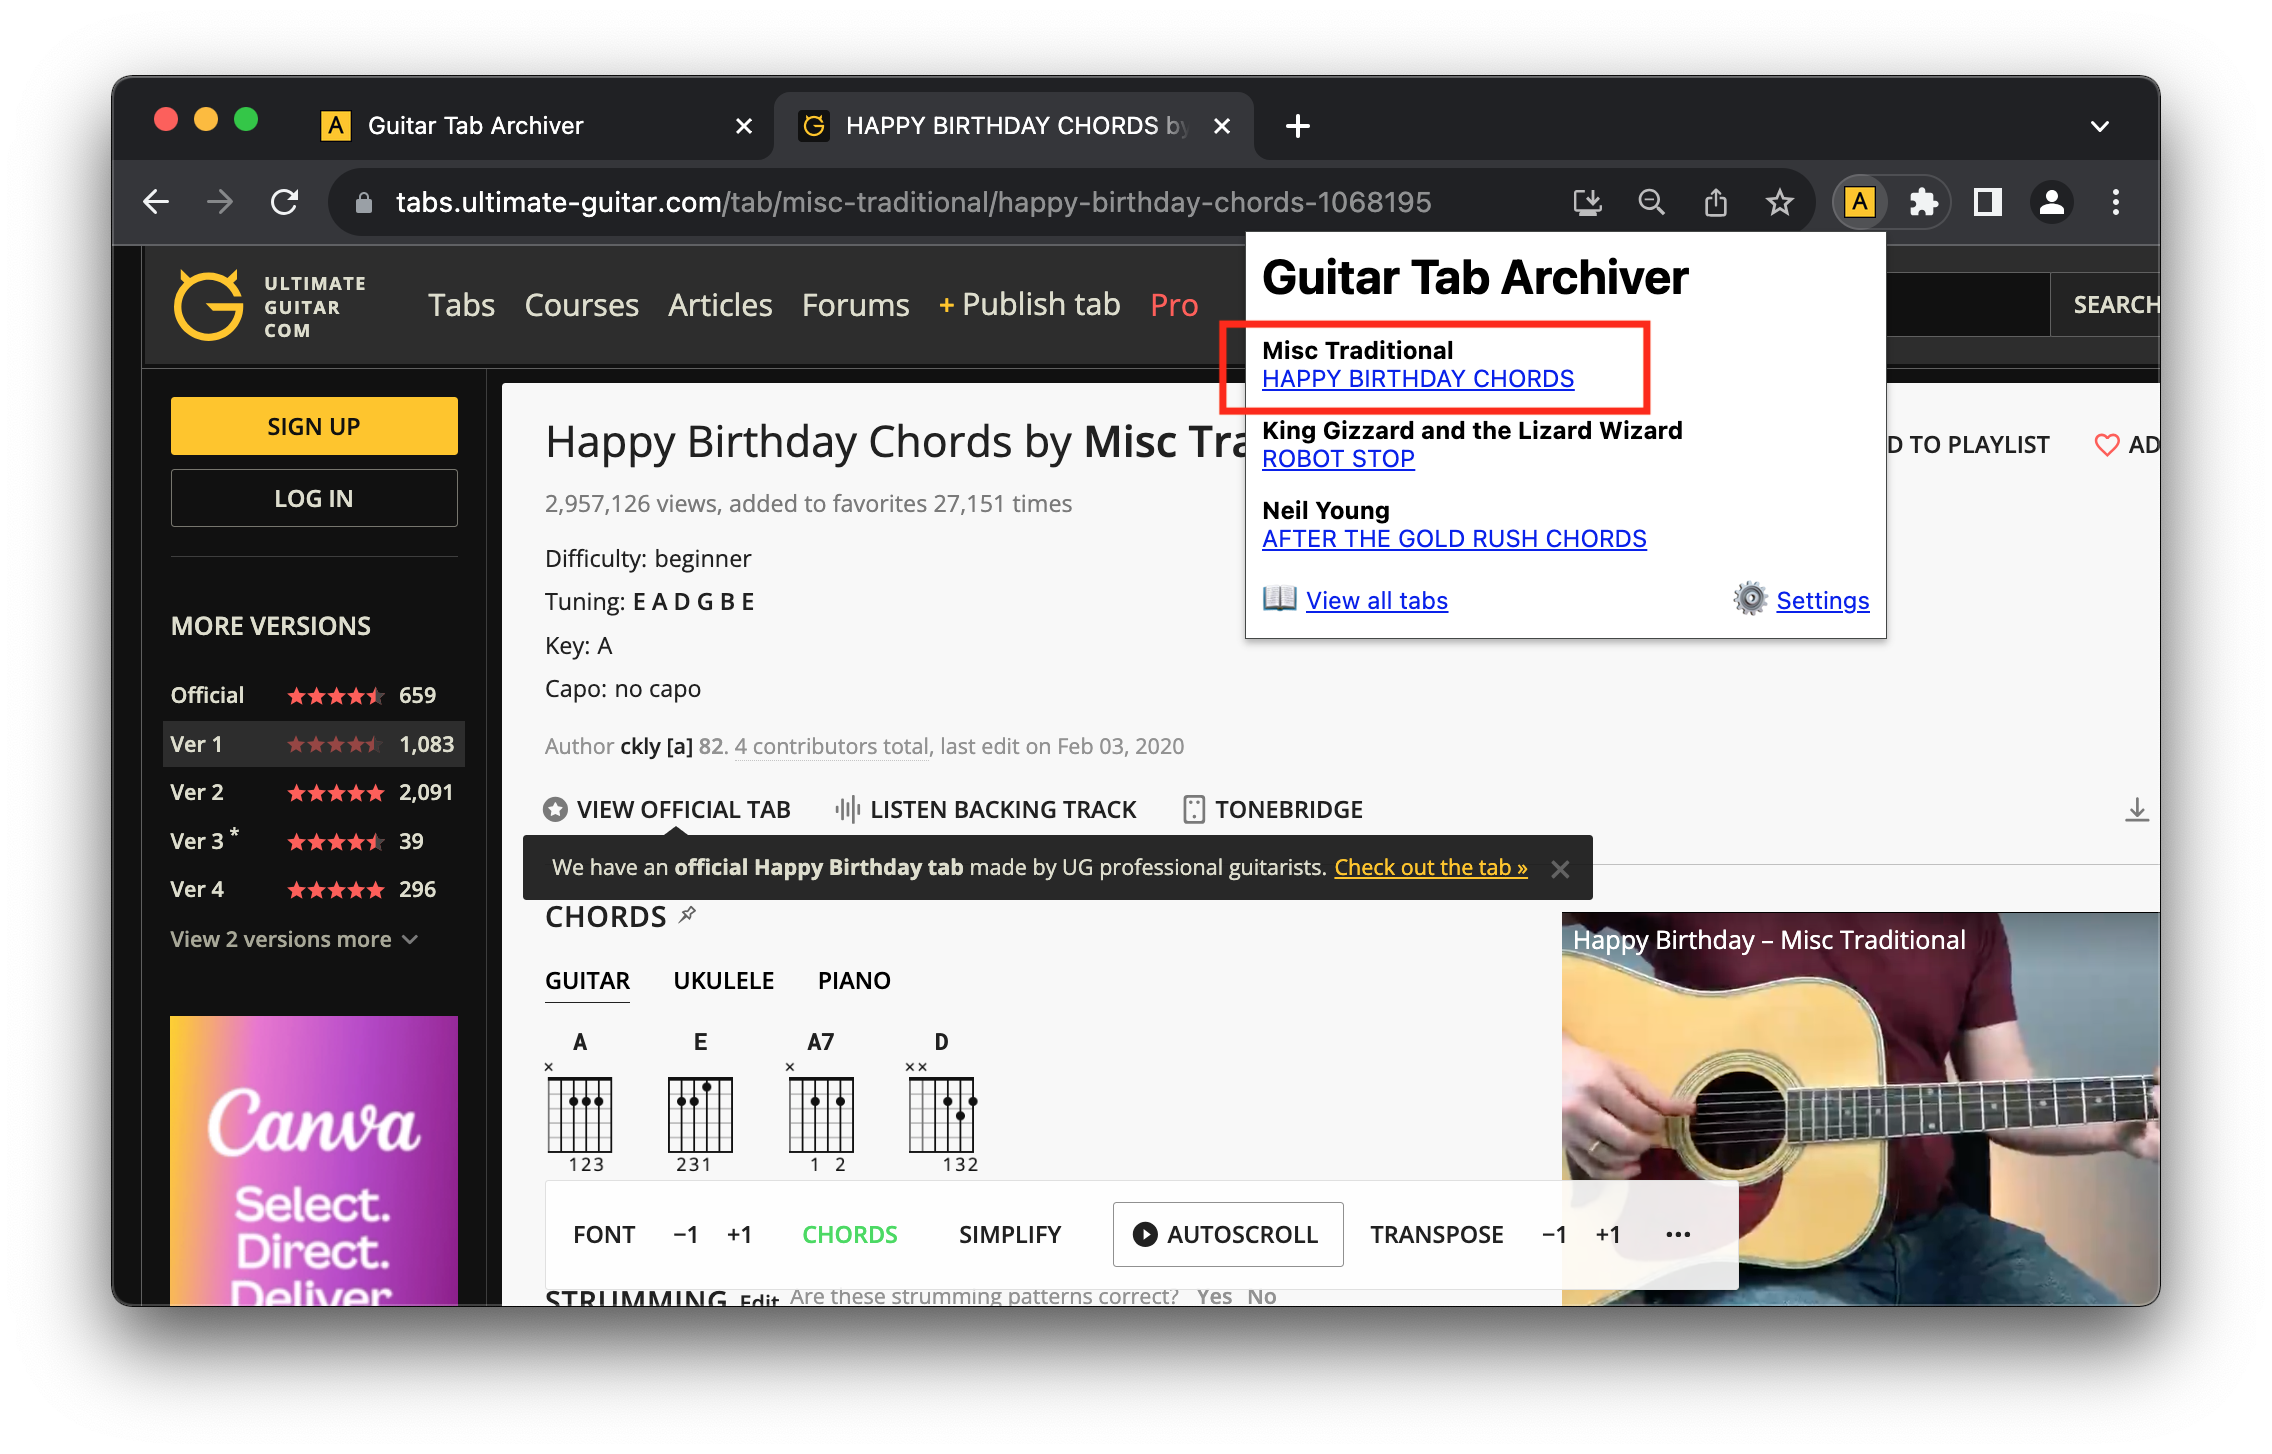 A Guitar Tab Archiver
HAPPY BIRTHDAY CHORDS by
tabs.ultimate-guitar.com/tab/misc-traditional/happy-birthday-chords-1068195
A
ULTIMATE
GUITAR
COM
Tabs Courses Articles Forums + Publish tab Pro
SEARCH
Guitar Tab Archiver
Misc Traditional
HAPPY BIRTHDAY CHORDS
King Gizzard and the Lizard Wizard
ROBOT STOP
Neil Young
AFTER THE GOLD RUSH CHORDS
View all tabs
Settings
SIGN UP
LOG IN
MORE VERSIONS
Official 659
Ver 1 1,083
Ver 2 2,091
Ver 3 * 39
Ver 4 296
View 2 versions more
Canva
Select.
Direct.
Deliver
Happy Birthday Chords by Misc Tra
D TO PLAYLIST
AD
2,957,126 views, added to favorites 27,151 times
Difficulty: beginner
Tuning: E A D G B E
Key: A
Capo: no capo
Author ckly [a] 82. 4 contributors total, last edit on Feb 03, 2020
VIEW OFFICIAL TAB LISTEN BACKING TRACK TONEBRIDGE
We have an official Happy Birthday tab made by UG professional guitarists. Check out the tab »
CHORDS
GUITAR UKULELE PIANO
A E A7 D
× × ××
123 231 1 2 132
Happy Birthday – Misc Traditional
FONT −1 +1 CHORDS SIMPLIFY AUTOSCROLL TRANSPOSE −1 +1 •••
STRUMMING Edit Are these strumming patterns correct? Yes No